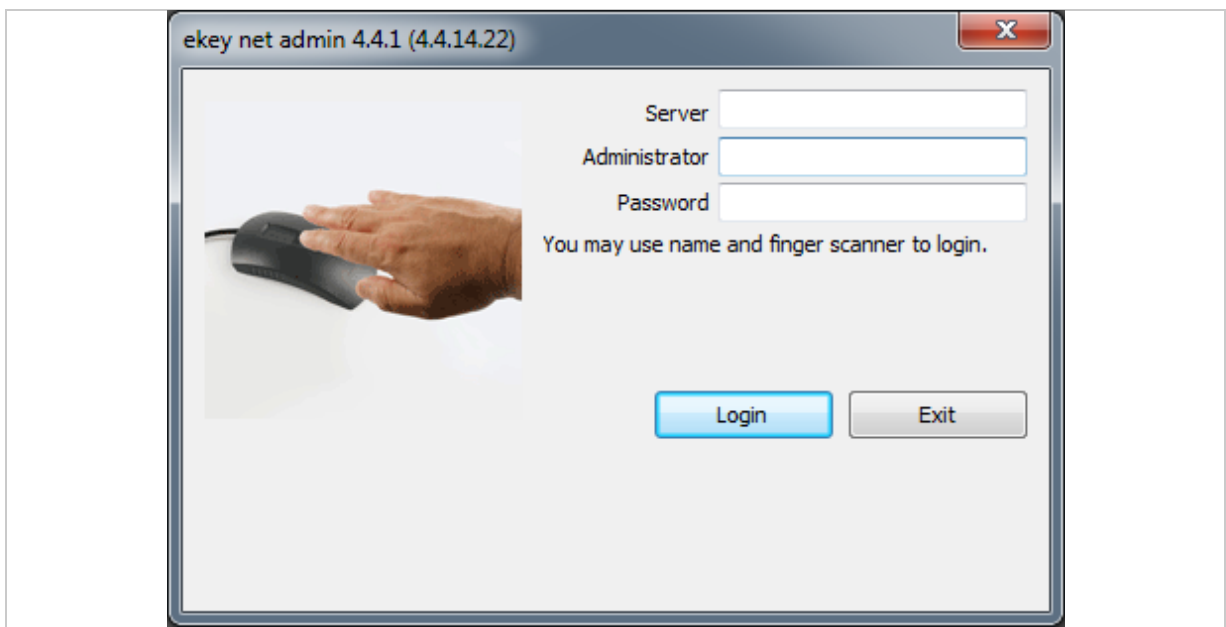 ekey net admin 4.4.1 (4.4.14.22)
Server
Administrator
Password
You may use name and finger scanner to login.
Login Exit